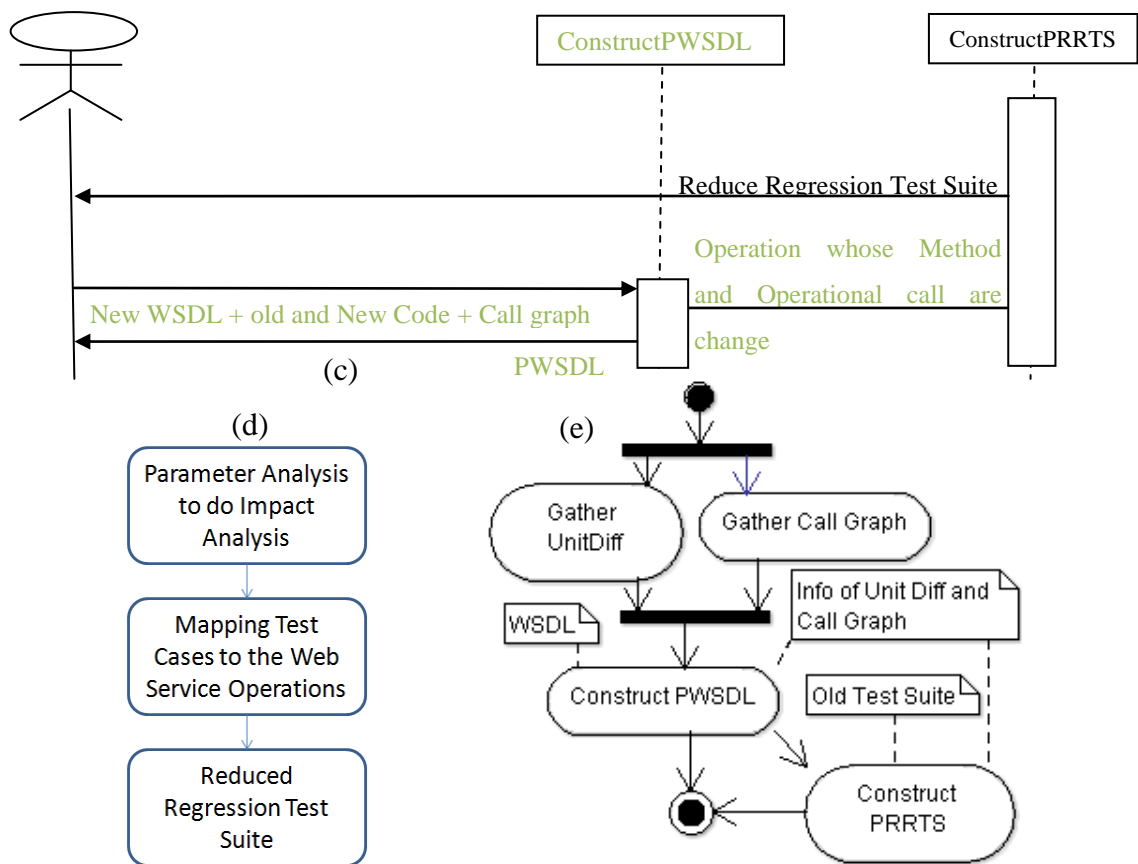 ConstructPWSDL
ConstructPRRTS
Reduce Regression Test Suite
Operation whose Method
and Operational call are
change
New WSDL + old and New Code + Call graph
PWSDL
(c)
(d)
Parameter Analysis
to do Impact
Analysis
Mapping Test
Cases to the Web
Service Operations
Reduced
Regression Test
Suite
(e)
Gather
UnitDiff
Gather Call Graph
WSDL
Info of Unit Diff and
Call Graph
Construct PWSDL
Old Test Suite
Construct
PRRTS